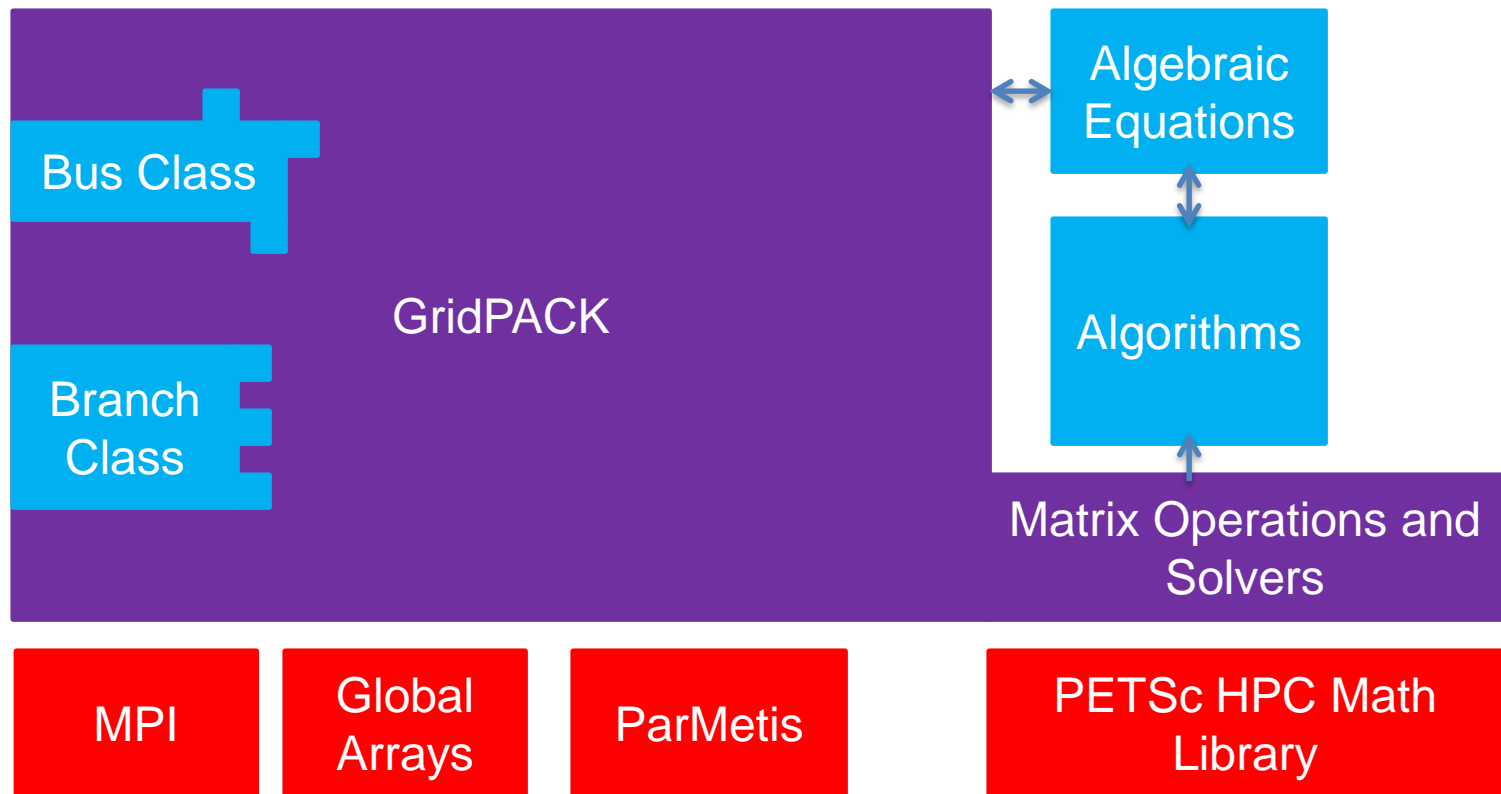 Bus Class
Branch
Class
GridPACK
Algebraic
Equations
Algorithms
Matrix Operations and
Solvers
MPI
Global
Arrays
ParMetis
PETSc HPC Math
Library